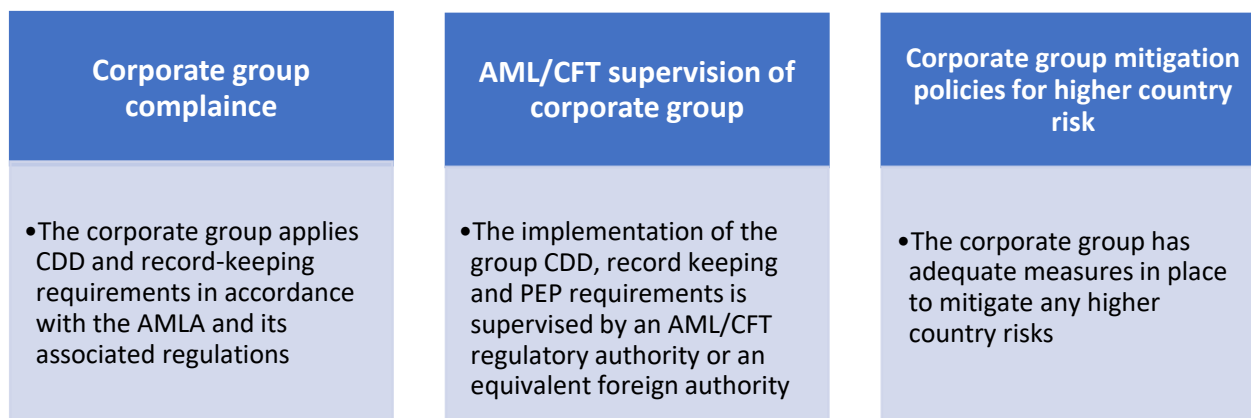 Corporate group
complaince
•The corporate group applies
CDD and record-keeping
requirements in accordance
with the AMLA and its
associated regulations
AML/CFT supervision of
corporate group
•The implementation of the
group CDD, record keeping
and PEP requirements is
supervised by an AML/CFT
regulatory authority or an
equivalent foreign authority
Corporate group mitigation
policies for higher country
risk
•The corporate group has
adequate measures in place
to mitigate any higher
country risks